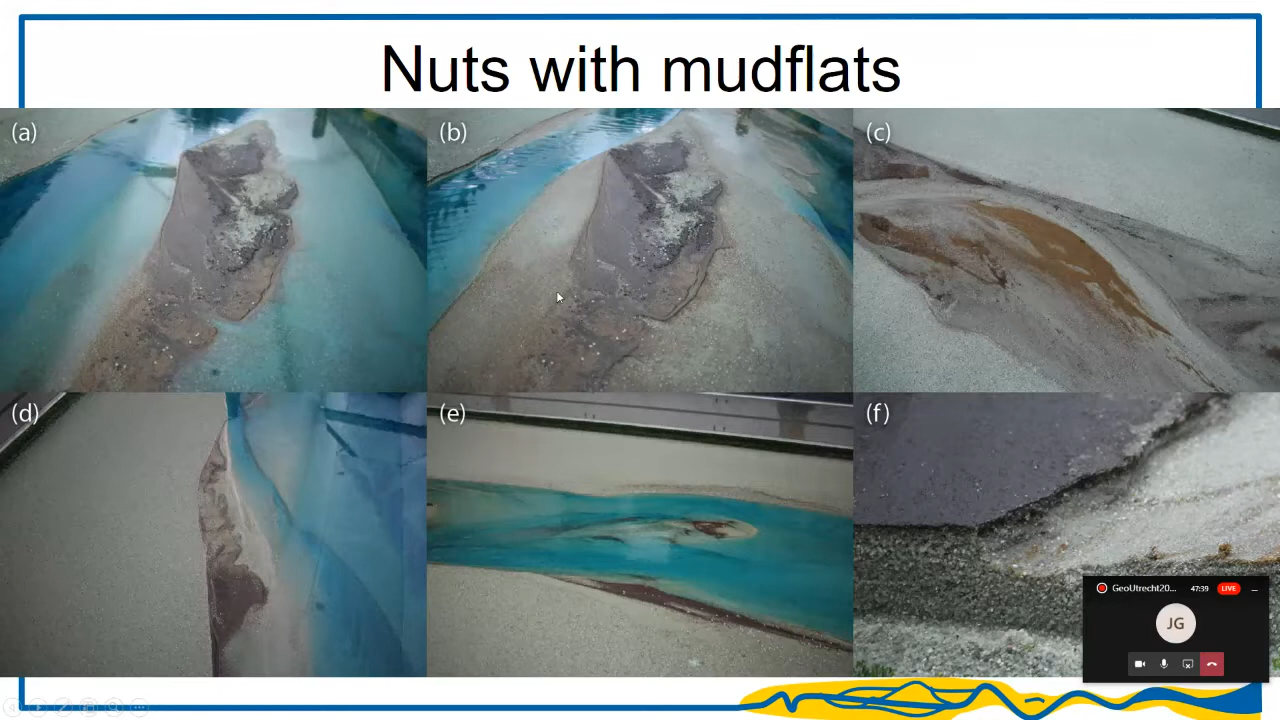 Nuts with mudflats
(a)
(b)
(c)
(d)
(e)
(f)
GeoUtrecht20... 47:39 LIVE
JG